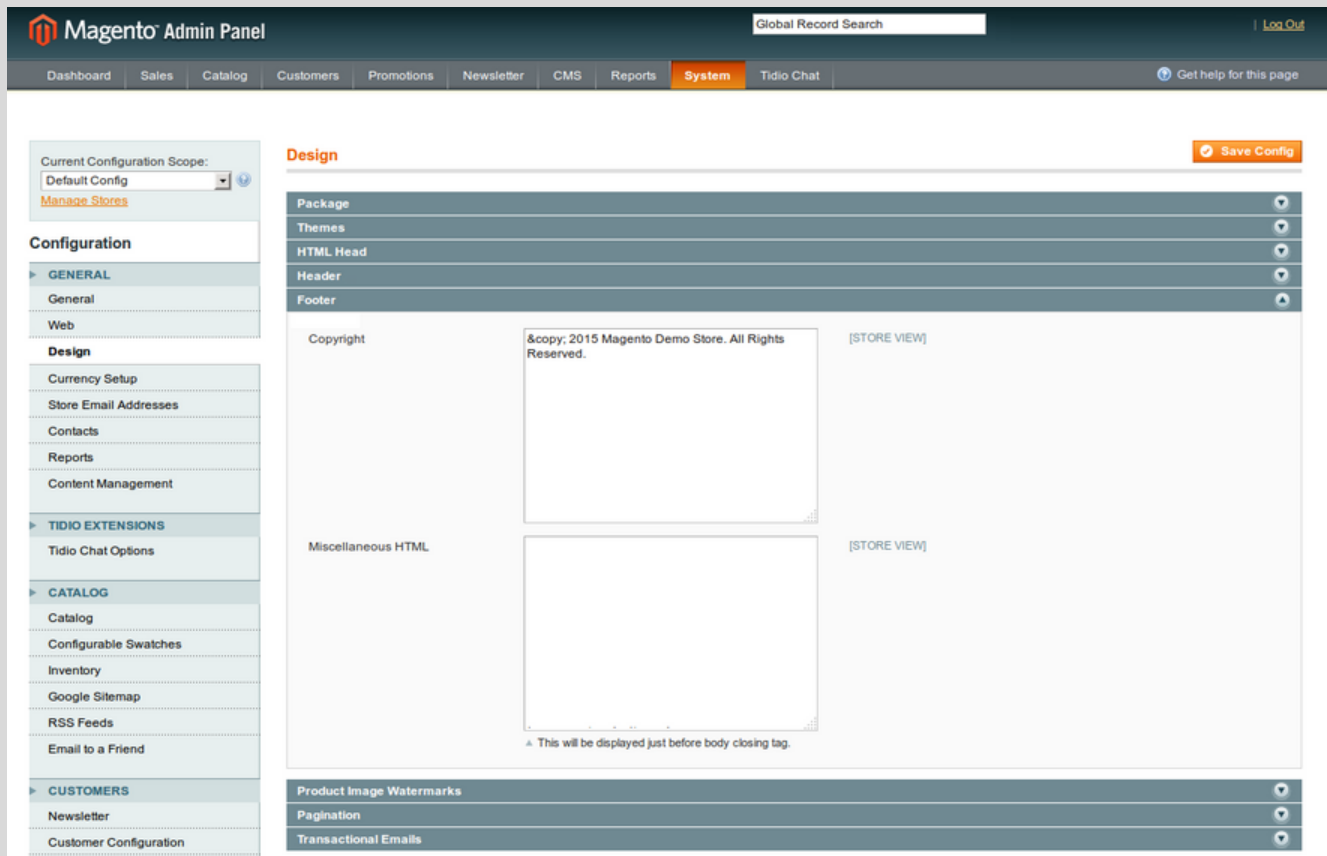 Magento Admin Panel
Global Record Search
| Log Out
Dashboard Sales Catalog Customers Promotions Newsletter CMS Reports System Tidio Chat
Get help for this page
Current Configuration Scope:
Default Config
Manage Stores
Configuration
GENERAL
General
Web
Design
Currency Setup
Store Email Addresses
Contacts
Reports
Content Management
TIDIO EXTENSIONS
Tidio Chat Options
CATALOG
Catalog
Configurable Swatches
Inventory
Google Sitemap
RSS Feeds
Email to a Friend
CUSTOMERS
Newsletter
Customer Configuration
Design
Save Config
Package
Themes
HTML Head
Header
Footer
Copyright
&copy; 2015 Magento Demo Store. All Rights
Reserved.
[STORE VIEW]
Miscellaneous HTML
[STORE VIEW]
This will be displayed just before body closing tag.
Product Image Watermarks
Pagination
Transactional Emails